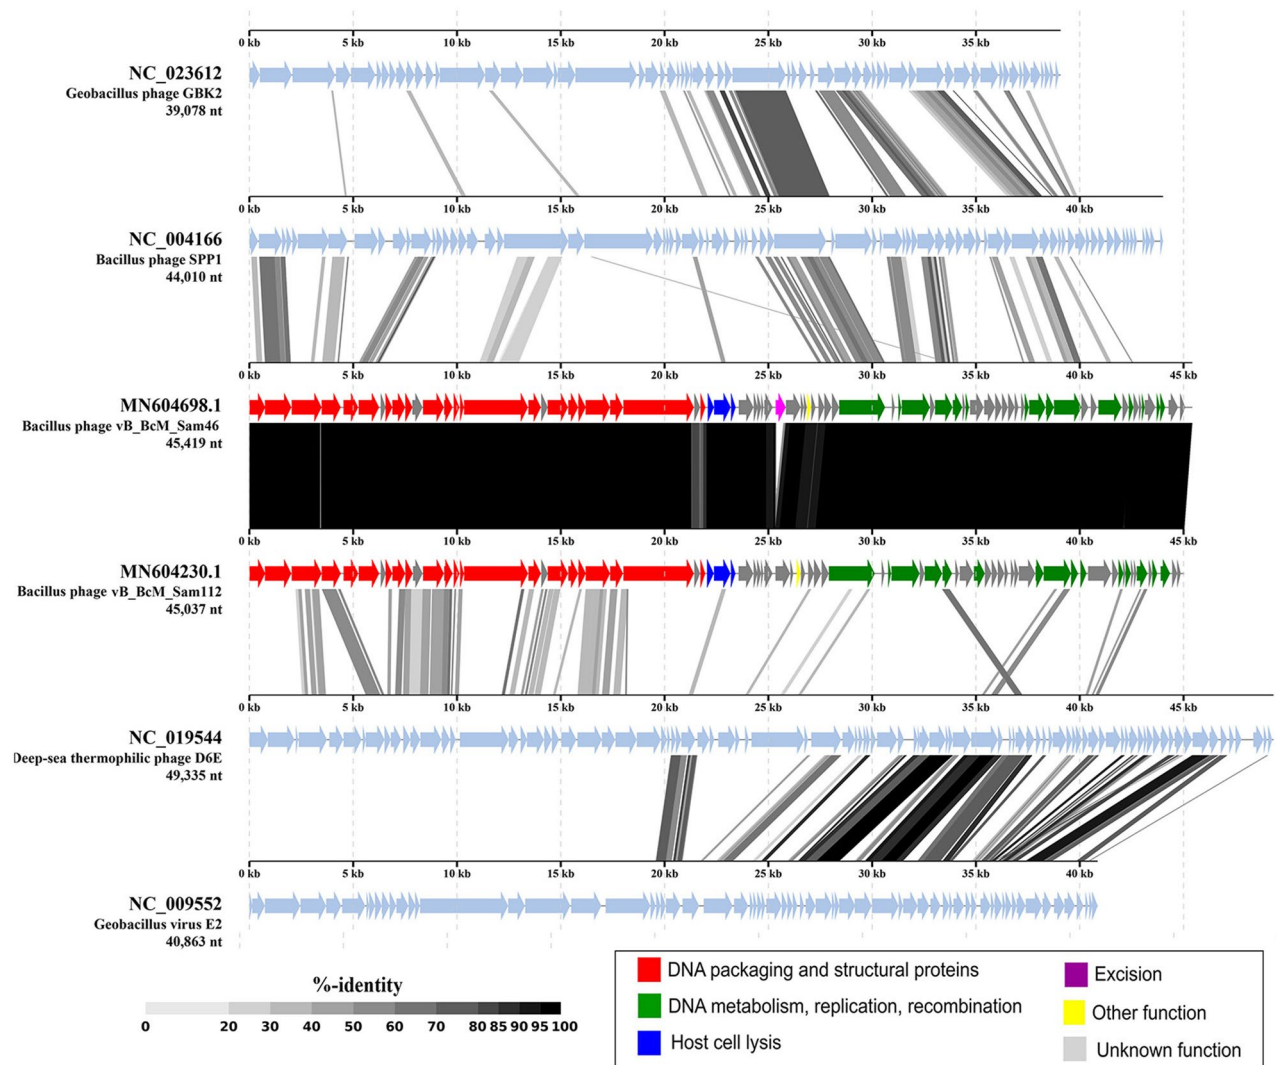 0 kb 5 kb 10 kb 15 kb 20 kb 25 kb 30 kb 35 kb
NC_023612
Geobacillus phage GBK2
39,078 nt
0 kb 5 kb 10 kb 15 kb 20 kb 25 kb 30 kb 35 kb 40 kb
NC_004166
Bacillus phage SPP1
44,010 nt
0 kb 5 kb 10 kb 15 kb 20 kb 25 kb 30 kb 35 kb 40 kb 45 kb
MN604698.1
Bacillus phage vB_BcM_Sam46
45,419 nt
0 kb 5 kb 10 kb 15 kb 20 kb 25 kb 30 kb 35 kb 40 kb 45 kb
MN604230.1
Bacillus phage vB_BcM_Sam112
45,037 nt
0 kb 5 kb 10 kb 15 kb 20 kb 25 kb 30 kb 35 kb 40 kb 45 kb
NC_019544
Deep-sea thermophilic phage D6E
49,335 nt
0 kb 5 kb 10 kb 15 kb 20 kb 25 kb 30 kb 35 kb 40 kb
NC_009552
Geobacillus virus E2
40,863 nt
%-identity
0 20 30 40 50 60 70 80 85 90 95 100
DNA packaging and structural proteins
DNA metabolism, replication, recombination
Host cell lysis
Excision
Other function
Unknown function